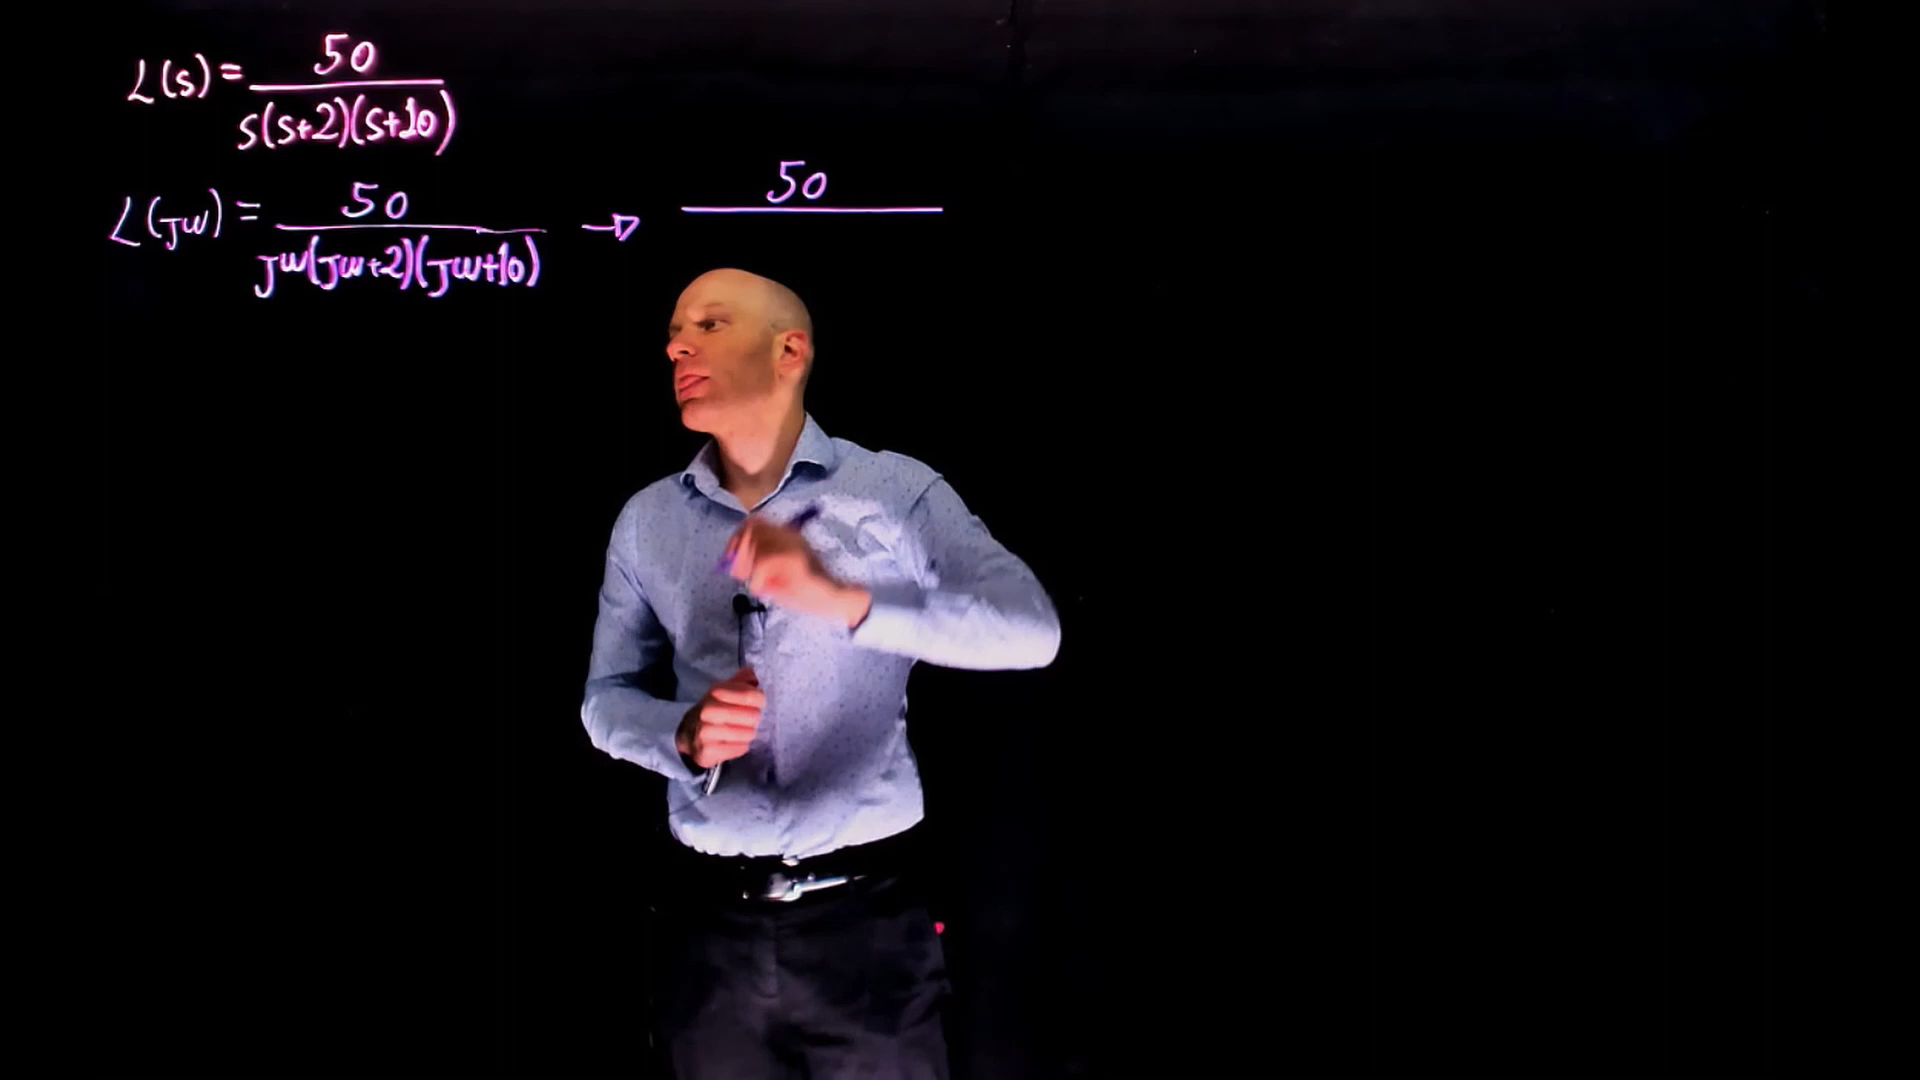 L(s) = 50 / s(s+2)(s+10)
L(jw) = 50 / jw(jw+2)(jw+10) → 50